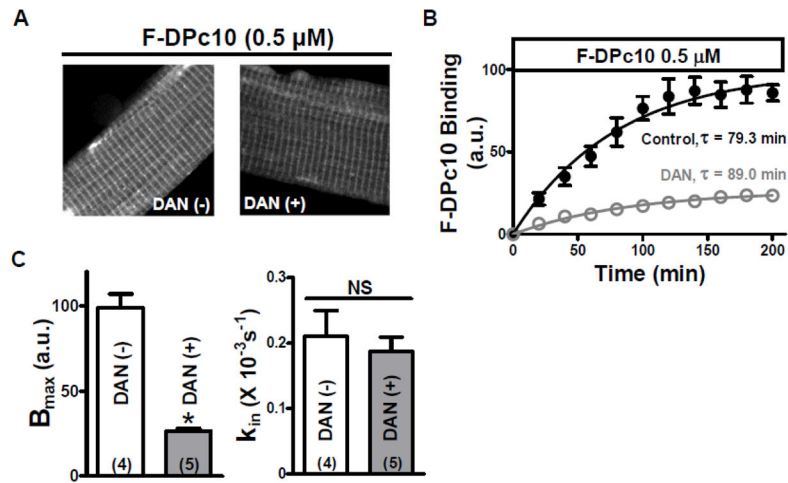 A
F-DPc10 (0.5 μM)
DAN (-)
DAN (+)
B
F-DPc10 0.5 μM
F-DPc10 Binding
(a.u.)
100
50
0
Control, τ = 79.3 min
DAN, τ = 89.0 min
0 50 100 150 200
Time (min)
C
Bmax (a.u.)
100
50
0
DAN (-)
(4)
DAN (+)
*
(5)
kin (X 10-3s-1)
0.3
0.2
0.1
0
NS
DAN (-)
(4)
DAN (+)
(5)